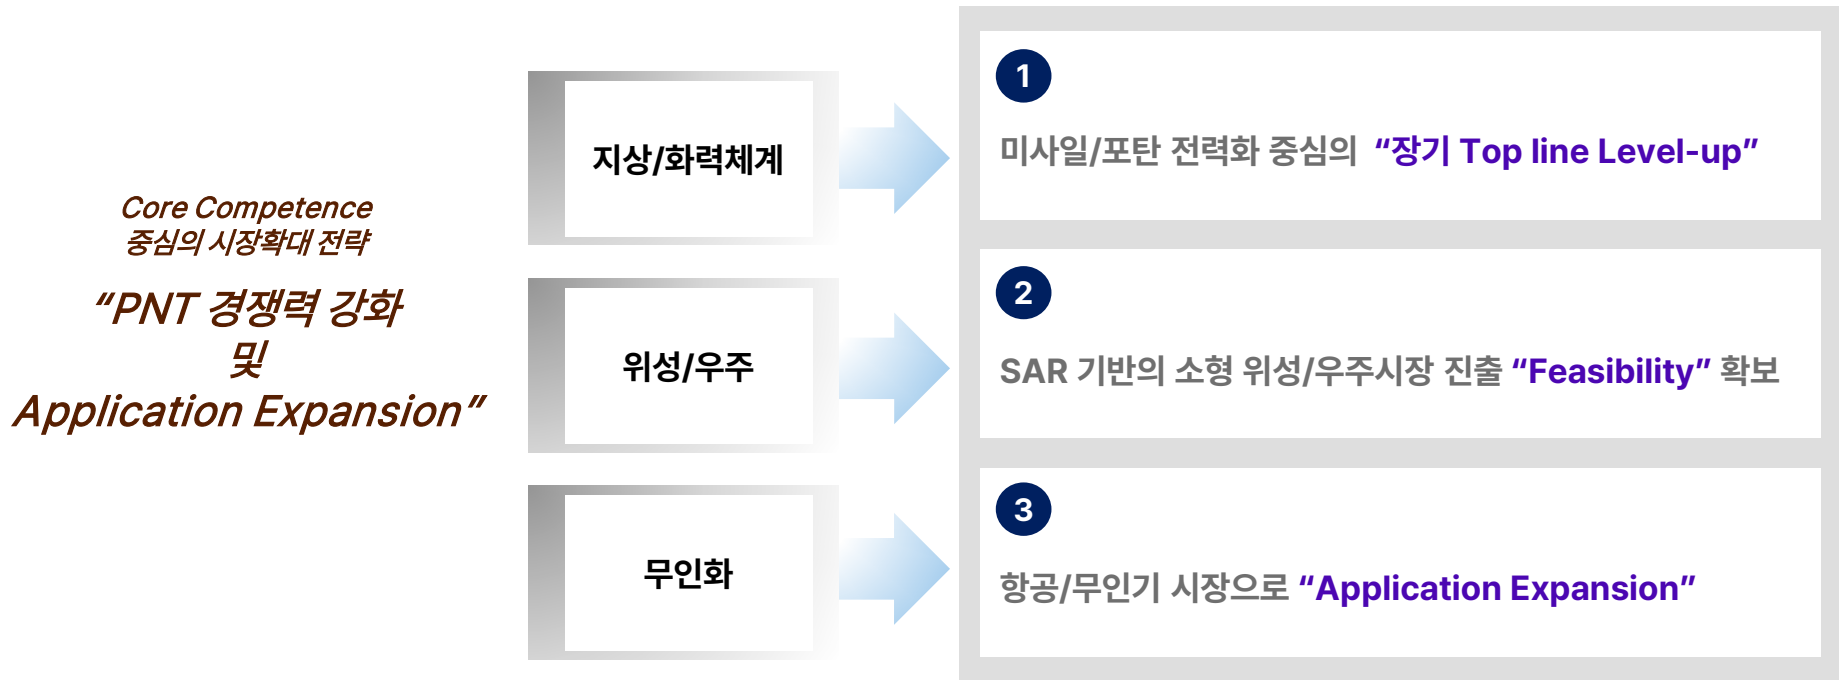 Core Competence
중심의 시장확대 전략
“PNT 경쟁력 강화
및
Application Expansion”
지상/화력체계
1
미사일/포탄 전력화 중심의 “장기 Top line Level-up”
위성/우주
2
SAR 기반의 소형 위성/우주시장 진출 “Feasibility” 확보
무인화
3
항공/무인기 시장으로 “Application Expansion”